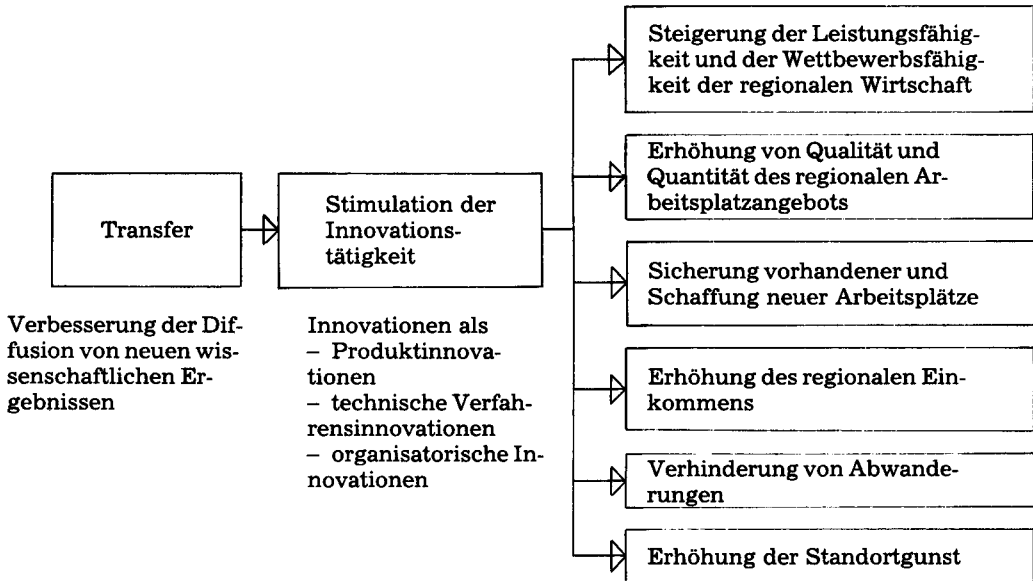 Transfer
Verbesserung der Dif-
fusion von neuen wis-
senschaftlichen Er-
gebnissen
Stimulation der
Innovations-
tätigkeit
Innovationen als
– Produktinnova-
tionen
– technische Verfah-
rensinnovationen
– organisatorische In-
novationen
Steigerung der Leistungsfähig-
keit und der Wettbewerbsfähig-
keit der regionalen Wirtschaft
Erhöhung von Qualität und
Quantität des regionalen Ar-
beitsplatzangebots
Sicherung vorhandener und
Schaffung neuer Arbeitsplätze
Erhöhung des regionalen Ein-
kommens
Verhinderung von Abwande-
rungen
Erhöhung der Standortgunst